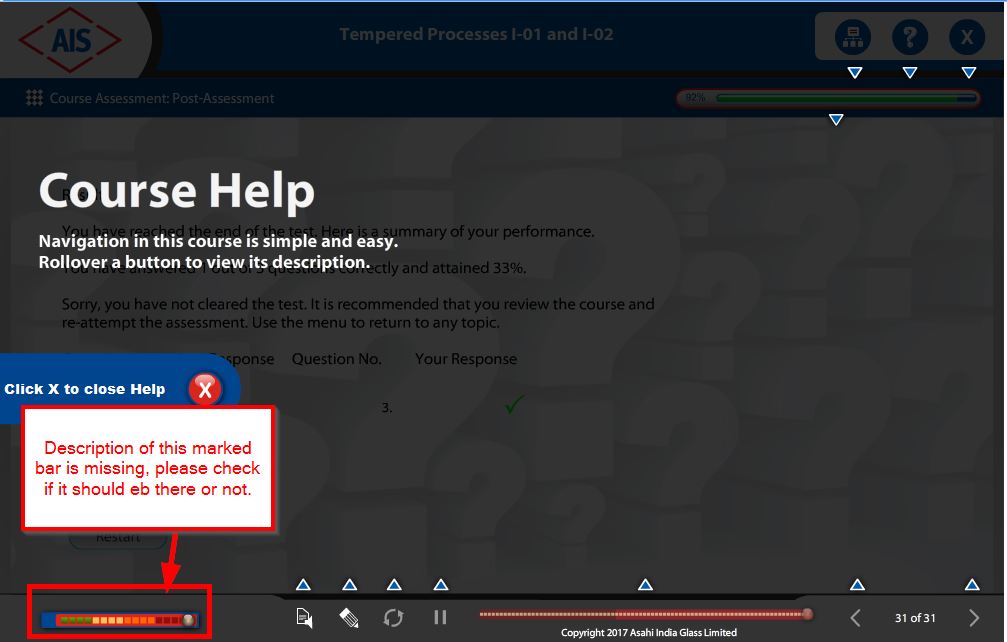 AIS
Tempered Processes I-01 and I-02
?
X
Course Assessment: Post-Assessment
92%
Course Help
You have reached the end of the test. Here is a summary of your performance.
Navigation in this course is simple and easy.
Rollover a button to view its description.
You have answered 1 out of 3 questions correctly and attained 33%.
Sorry, you have not cleared the test. It is recommended that you review the course and
re-attempt the assessment. Use the menu to return to any topic.
Question No. Your Response
Click X to close Help X
3.
Description of this marked
bar is missing, please check
if it should eb there or not.
Restart
31 of 31
Copyright 2017 Asahi India Glass Limited